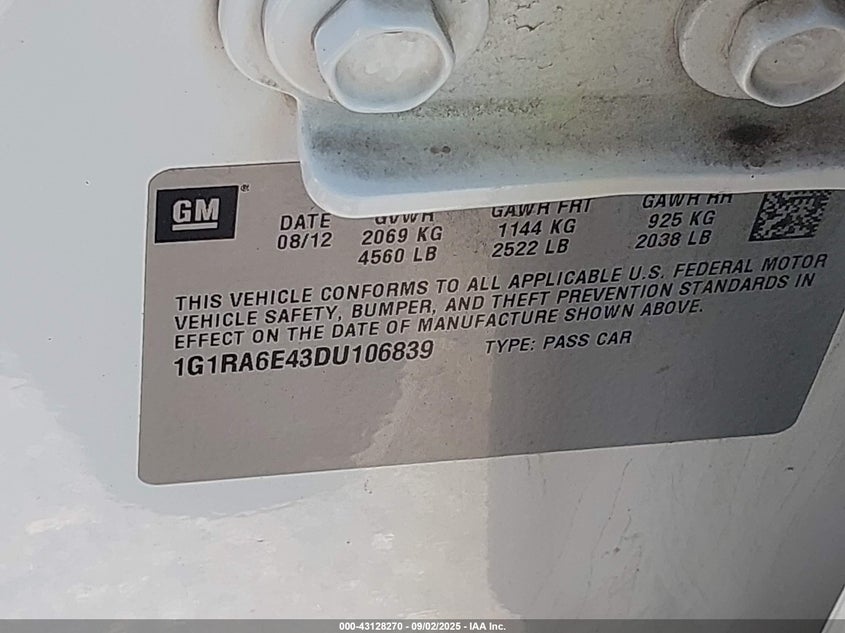 GM®
DATE GVWR GAWR FRT GAWR RR
08/12 2069 KG 1144 KG 925 KG
4560 LB 2522 LB 2038 LB
THIS VEHICLE CONFORMS TO ALL APPLICABLE U.S. FEDERAL MOTOR
VEHICLE SAFETY, BUMPER, AND THEFT PREVENTION STANDARDS IN
EFFECT ON THE DATE OF MANUFACTURE SHOWN ABOVE.
1G1RA6E43DU106839 TYPE: PASS CAR
000-43128270 - 09/02/2025 - IAA Inc.